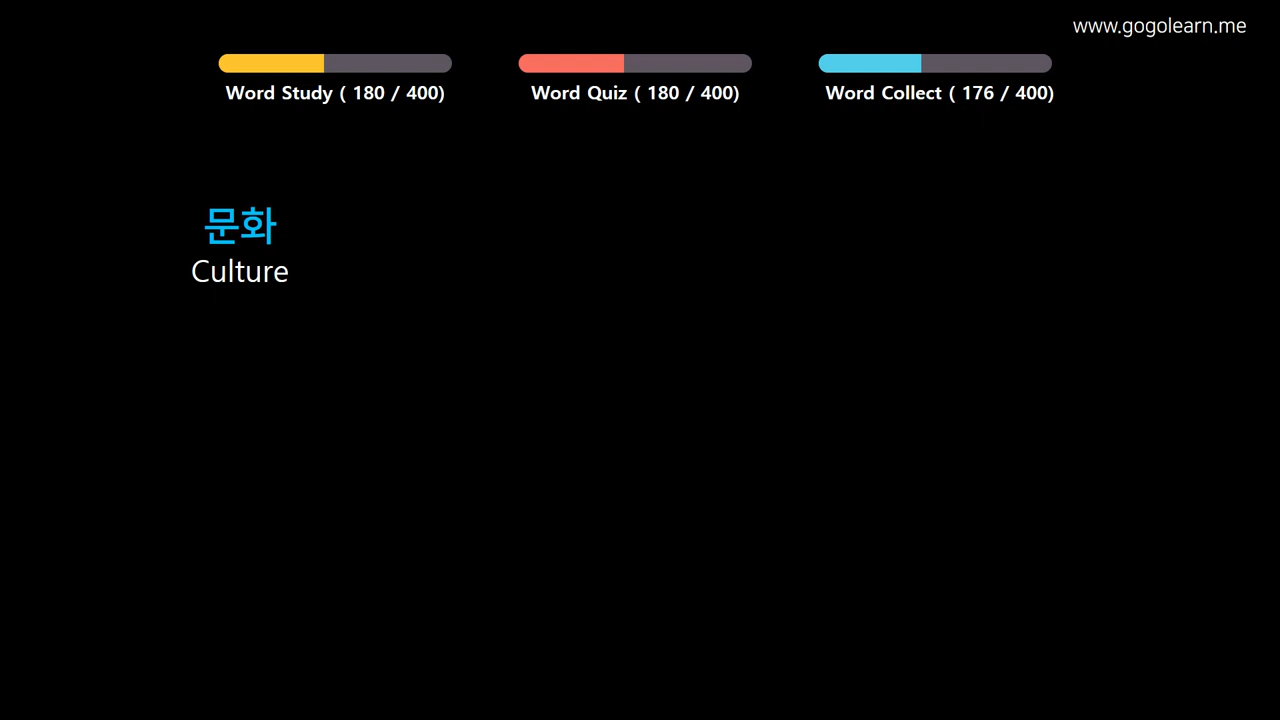 www.gogolearn.me
Word Study ( 180 / 400)
Word Quiz ( 180 / 400)
Word Collect ( 176 / 400)
문화
Culture